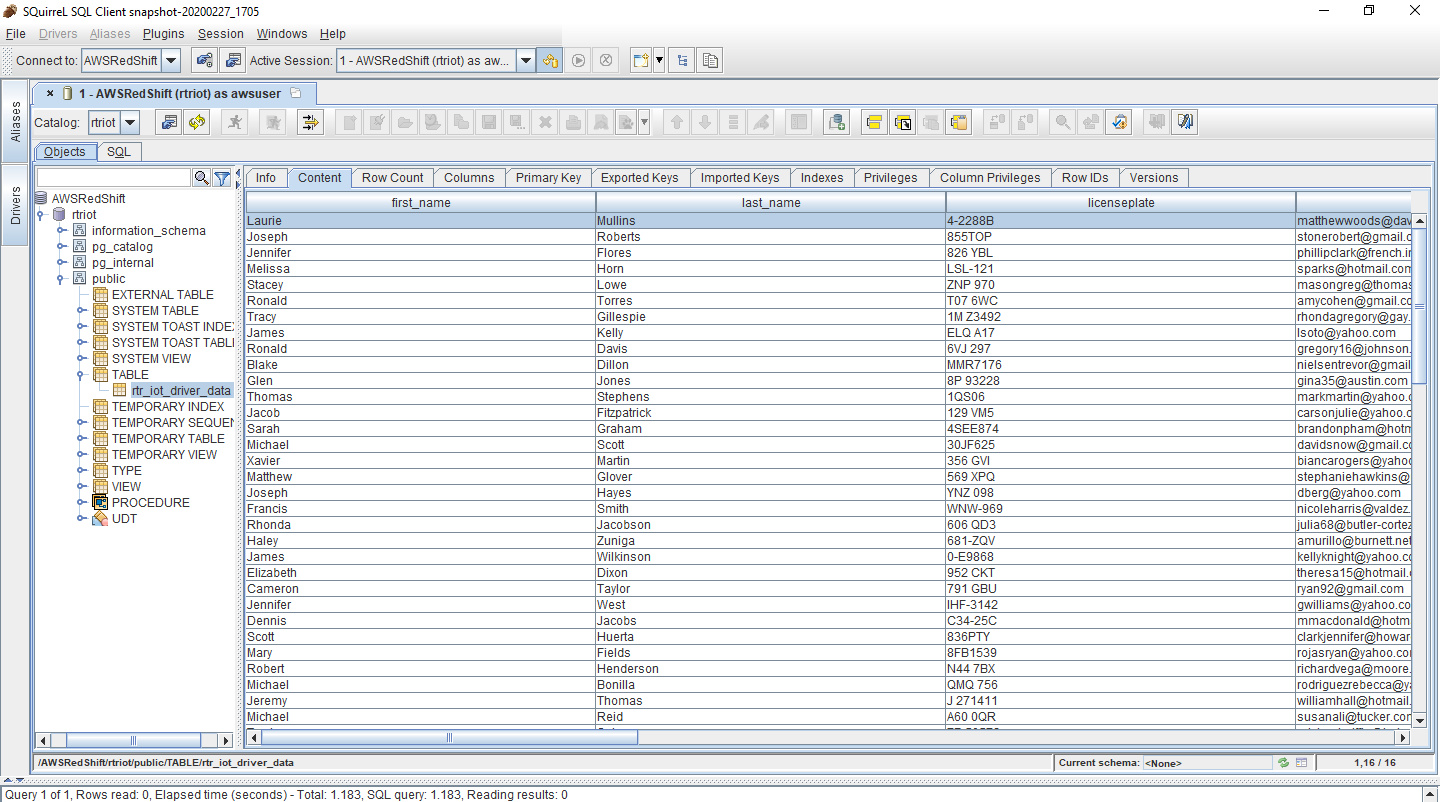 SQuirreL SQL Client snapshot-20200227_1705
File Drivers Aliases Plugins Session Windows Help
Connect to: AWSRedShift Active Session: 1 - AWSRedShift (rtriot) as aw...
1 - AWSRedShift (rtriot) as awsuser
Catalog: rtriot
Objects SQL
Aliases
Drivers
AWSRedShift
rtriot
information_schema
pg_catalog
pg_internal
public
EXTERNAL TABLE
SYSTEM TABLE
SYSTEM TOAST INDE
SYSTEM TOAST TABL
SYSTEM VIEW
TABLE
rtr_iot_driver_data
TEMPORARY INDEX
TEMPORARY SEQUEN
TEMPORARY TABLE
TEMPORARY VIEW
TYPE
VIEW
PROCEDURE
UDT
Info Content Row Count Columns Primary Key Exported Keys Imported Keys Indexes Privileges Column Privileges Row IDs Versions
first_name last_name licenseplate
Laurie Mullins 4-2288B matthewwoods@dav
Joseph Roberts 855TOP stonerobert@gmail.c
Jennifer Flores 826 YBL phillipclark@french.in
Melissa Horn LSL-121 sparks@hotmail.com
Stacey Lowe ZNP 970 masongreg@thomas
Ronald Torres T07 6WC amycohen@gmail.co
Tracy Gillespie 1M Z3492 rhondagregory@gay.
James Kelly ELQ A17 lsoto@yahoo.com
Ronald Davis 6VJ 297 gregory16@johnson.
Blake Dillon MMR7176 nielsentrevor@gmail.
Glen Jones 8P 93228 gina35@austin.com
Thomas Stephens 1QS06 markmartin@yahoo.c
Jacob Fitzpatrick 129 VM5 carsonjulie@yahoo.c
Sarah Graham 4SEE874 brandonpham@hotm
Michael Scott 30JF625 davidsnow@gmail.co
Xavier Martin 356 GVI biancarogers@yahoo
Matthew Glover 569 XPQ stephaniehawkins@
Joseph Hayes YNZ 098 dberg@yahoo.com
Francis Smith WNW-969 nicoleharris@valdez.
Rhonda Jacobson 606 QD3 julia68@butler-cortez
Haley Zuniga 681-ZQV amurillo@burnett.net
James Wilkinson 0-E9868 kellyknight@yahoo.co
Elizabeth Dixon 952 CKT theresa15@hotmail.
Cameron Taylor 791 GBU ryan92@gmail.com
Jennifer West IHF-3142 gwilliams@yahoo.co
Dennis Jacobs C34-25C mmacdonald@hotm
Scott Huerta 836PTY clarkjennifer@howar
Mary Fields 8FB1539 rojasryan@yahoo.co
Robert Henderson N44 7BX richardvega@moore.
Michael Bonilla QMQ 756 rodriguezrebecca@ya
Jeremy Thomas J 271411 williamhall@hotmail.
Michael Reid A60 0QR susanali@tucker.con
/AWSRedShift/rtriot/public/TABLE/rtr_iot_driver_data Current schema: <None> 1,16 / 16
Query 1 of 1, Rows read: 0, Elapsed time (seconds) - Total: 1.183, SQL query: 1.183, Reading results: 0